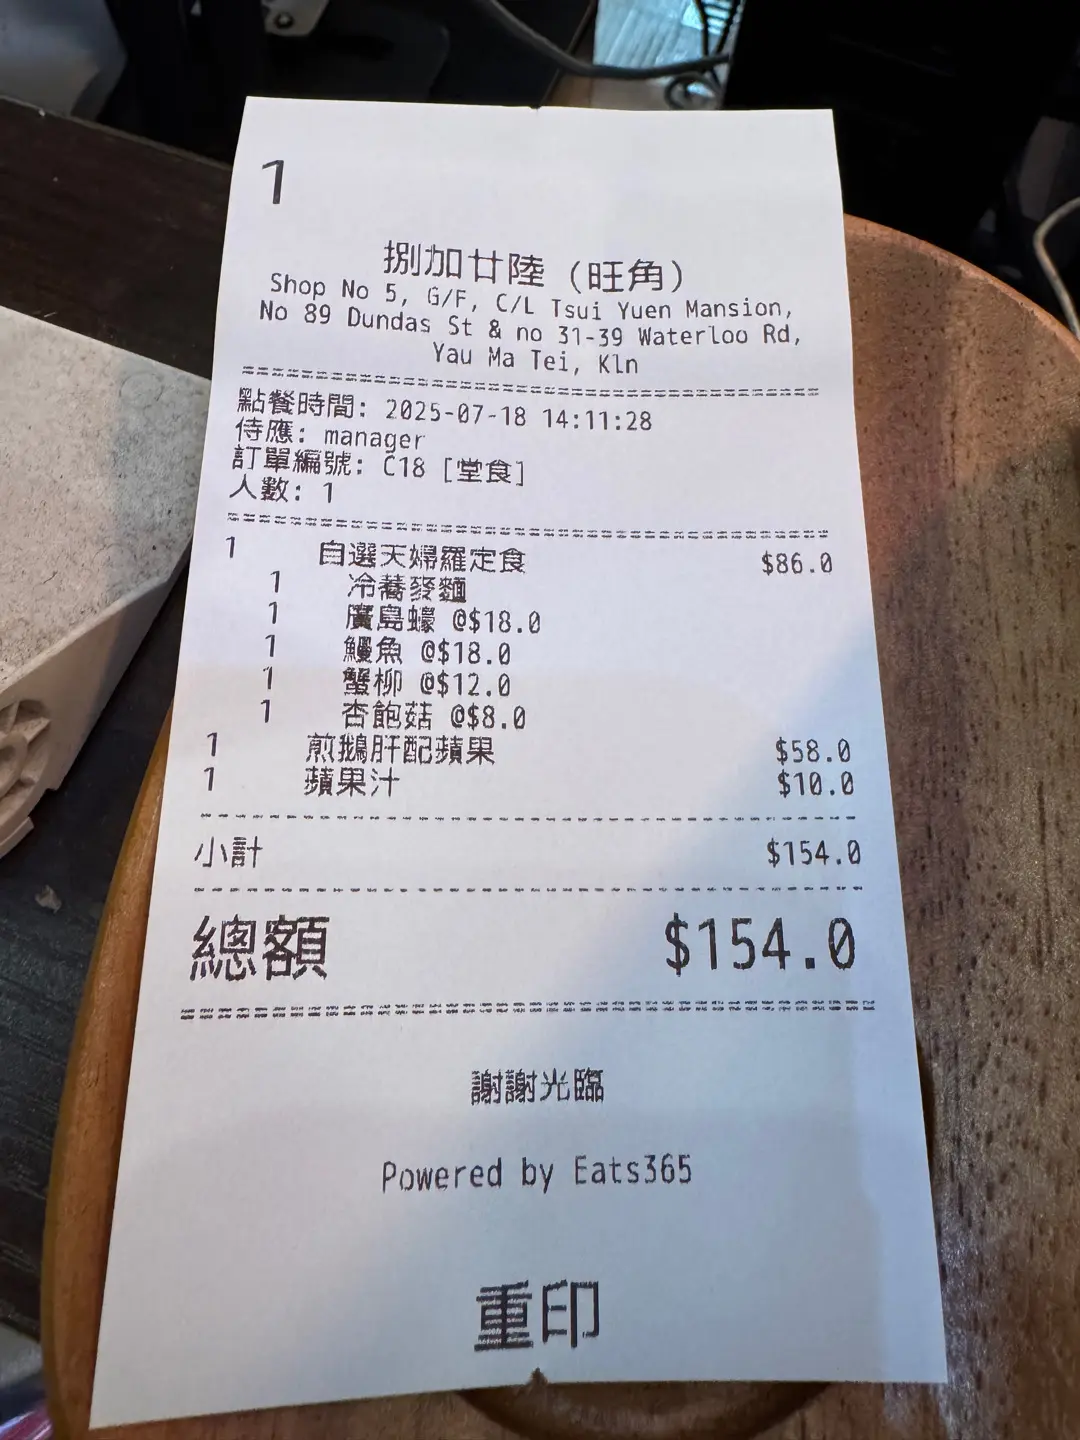 1
捌加廿陸 (旺角)
Shop No 5, G/F, C/L Tsui Yuen Mansion,
No 89 Dundas St & no 31-39 Waterloo Rd,
Yau Ma Tei, Kln
點餐時間: 2025-07-18 14:11:28
侍應: manager
訂單編號: C18 [堂食]
人數: 1
1 自選天婦羅定食 $86.0
1 冷蕎麥麵
1 廣島蠔 @$18.0
1 鰻魚 @$18.0
1 蟹柳 @$12.0
1 杏飽菇 @$8.0
1 煎鵝肝配蘋果 $58.0
1 蘋果汁 $10.0
小計 $154.0
總額 $154.0
謝謝光臨
Powered by Eats365
重印